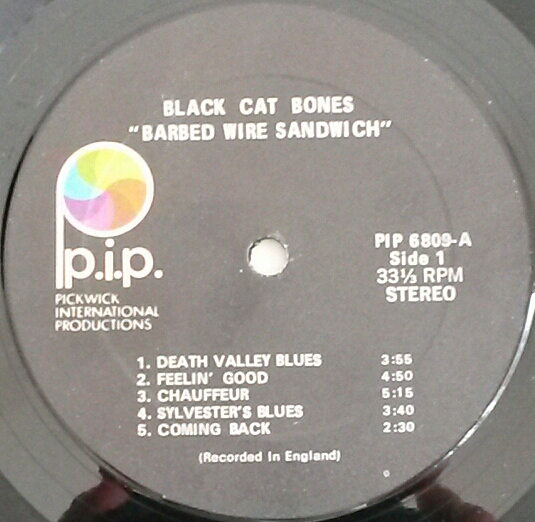 BLACK CAT BONES
"BARBED WIRE SANDWICH"
p.i.p.
PICKWICK
INTERNATIONAL
PRODUCTIONS
PIP 6809-A
Side 1
33⅓ RPM
STEREO
1. DEATH VALLEY BLUES 3:55
2. FEELIN' GOOD 4:50
3. CHAUFFEUR 5:15
4. SYLVESTER'S BLUES 3:40
5. COMING BACK 2:30
(Recorded In England)